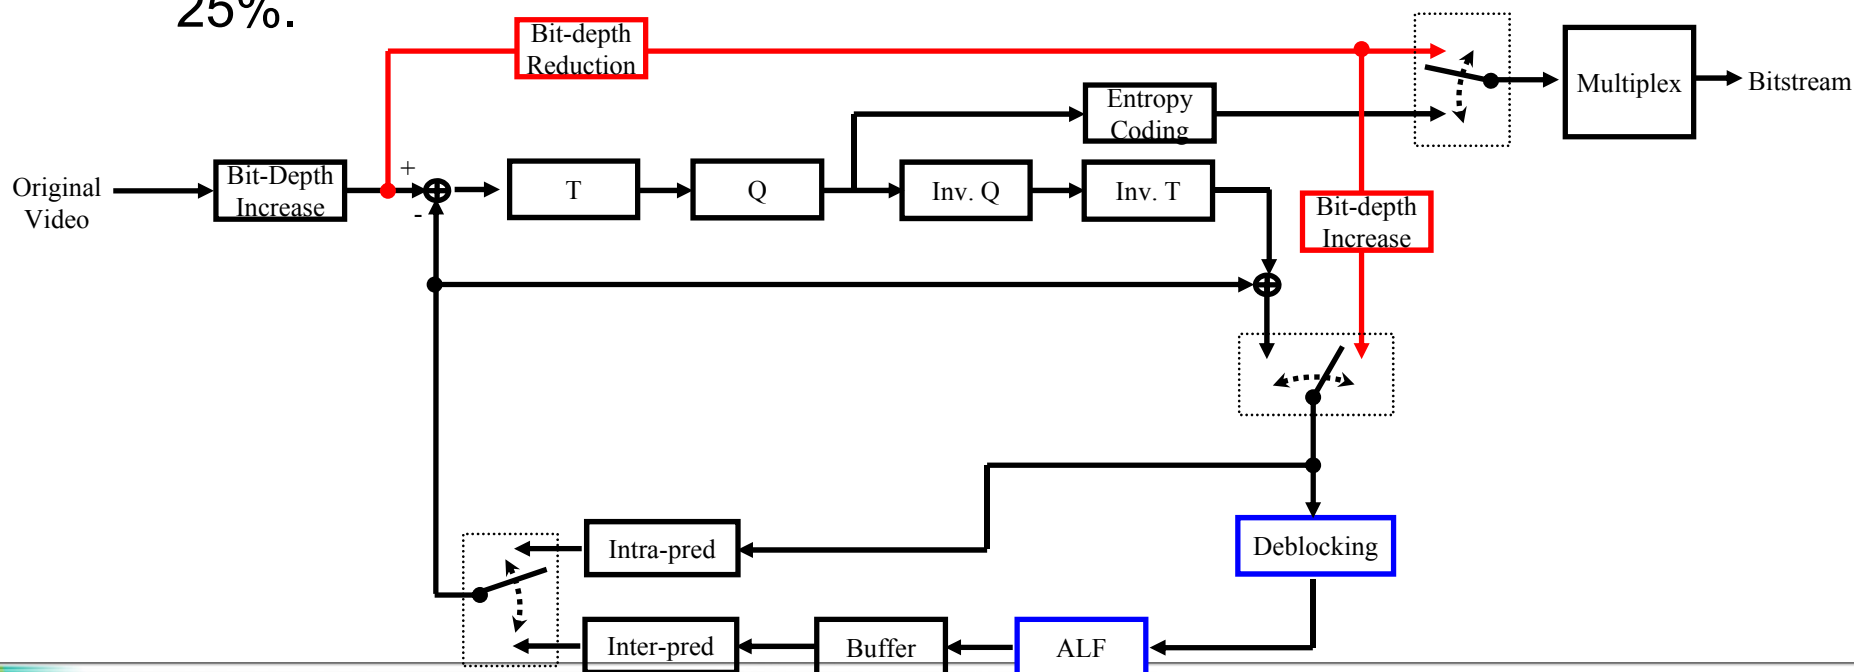 25%.
Bit-depth
Reduction
Multiplex
Bitstream
Entropy
Coding
Original
Video
Bit-Depth
Increase
+
-
T
Q
Inv. Q
Inv. T
Bit-depth
Increase
Intra-pred
Deblocking
Inter-pred
Buffer
ALF